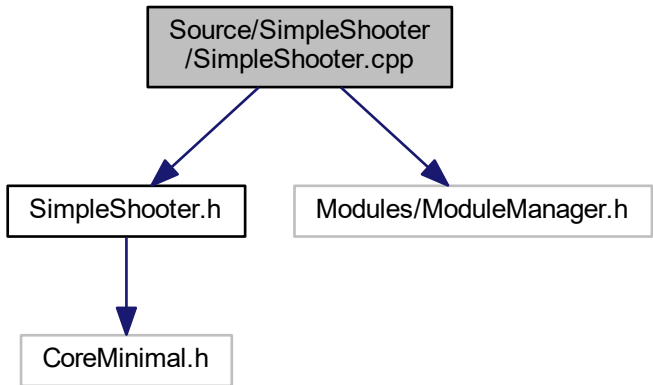 Source/SimpleShooter
/SimpleShooter.cpp
SimpleShooter.h
Modules/ModuleManager.h
CoreMinimal.h